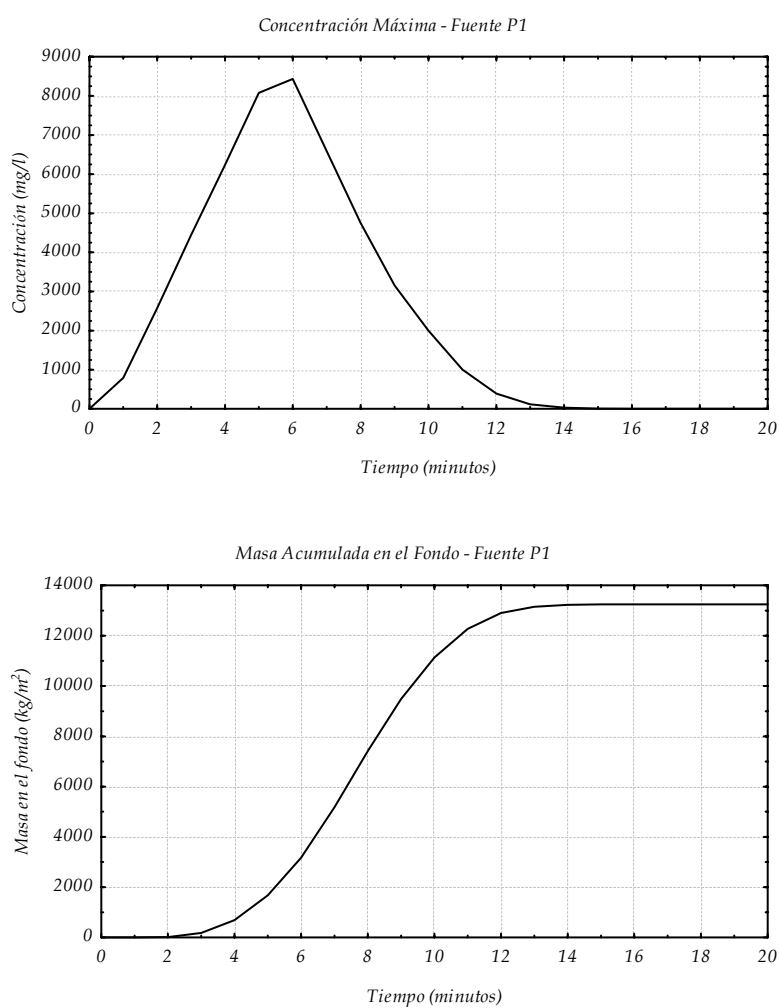 Concentración Máxima - Fuente P1
9000
8000
7000
6000
5000
4000
3000
2000
1000
0
Concentración (mg/l)
0 2 4 6 8 10 12 14 16 18 20
Tiempo (minutos)
Masa Acumulada en el Fondo - Fuente P1
14000
12000
10000
8000
6000
4000
2000
0
Masa en el fondo (kg/m²)
0 2 4 6 8 10 12 14 16 18 20
Tiempo (minutos)